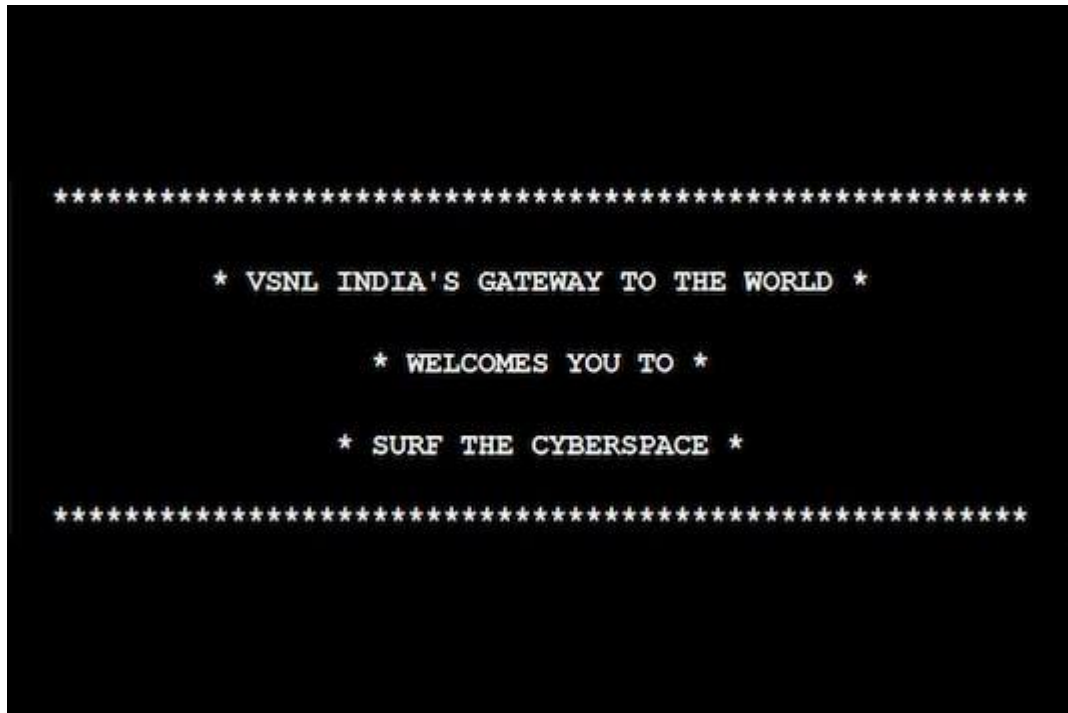 *******************************************************
* VSNL INDIA'S GATEWAY TO THE WORLD *
* WELCOMES YOU TO *
* SURF THE CYBERSPACE *
*******************************************************